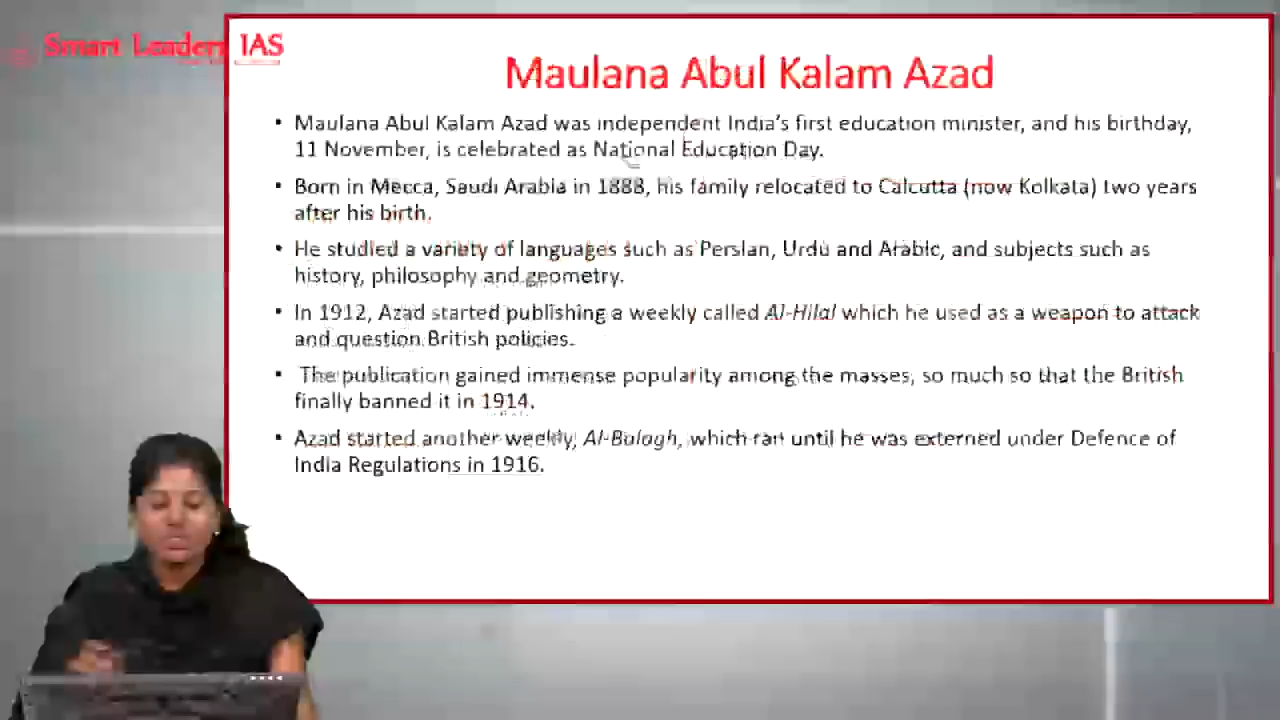 Smart Leaders IAS
Maulana Abul Kalam Azad
• Maulana Abul Kalam Azad was independent India's first education minister, and his birthday,
11 November, is celebrated as National Education Day.
• Born in Mecca, Saudi Arabia in 1888, his family relocated to Calcutta (now Kolkata) two years
after his birth.
• He studied a variety of languages such as Persian, Urdu and Arabic, and subjects such as
history, philosophy and geometry.
• In 1912, Azad started publishing a weekly called Al-Hilal which he used as a weapon to attack
and question British policies.
• The publication gained immense popularity among the masses, so much so that the British
finally banned it in 1914.
• Azad started another weekly, Al-Balagh, which ran until he was externed under Defence of
India Regulations in 1916.